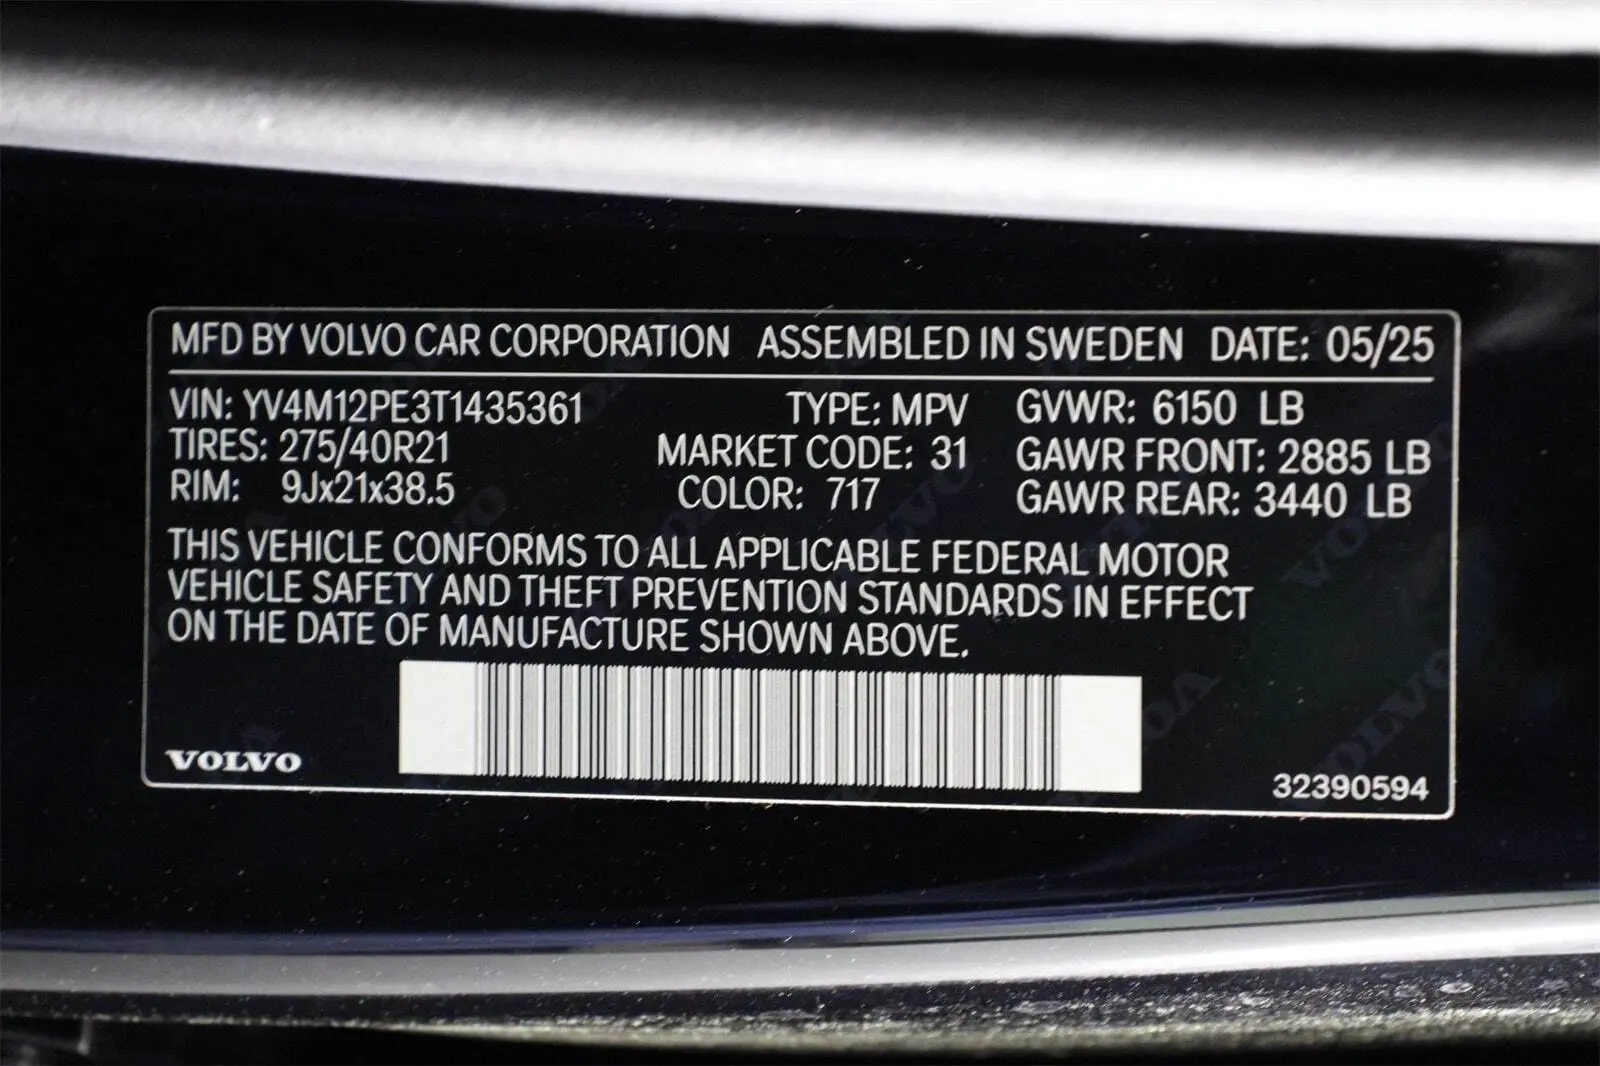 MFD BY VOLVO CAR CORPORATION ASSEMBLED IN SWEDEN DATE: 05/25
VIN: YV4M12PE3T1435361 TYPE: MPV GVWR: 6150 LB
TIRES: 275/40R21 MARKET CODE: 31 GAWR FRONT: 2885 LB
RIM: 9Jx21x38.5 COLOR: 717 GAWR REAR: 3440 LB
THIS VEHICLE CONFORMS TO ALL APPLICABLE FEDERAL MOTOR
VEHICLE SAFETY AND THEFT PREVENTION STANDARDS IN EFFECT
ON THE DATE OF MANUFACTURE SHOWN ABOVE.
VOLVO
32390594